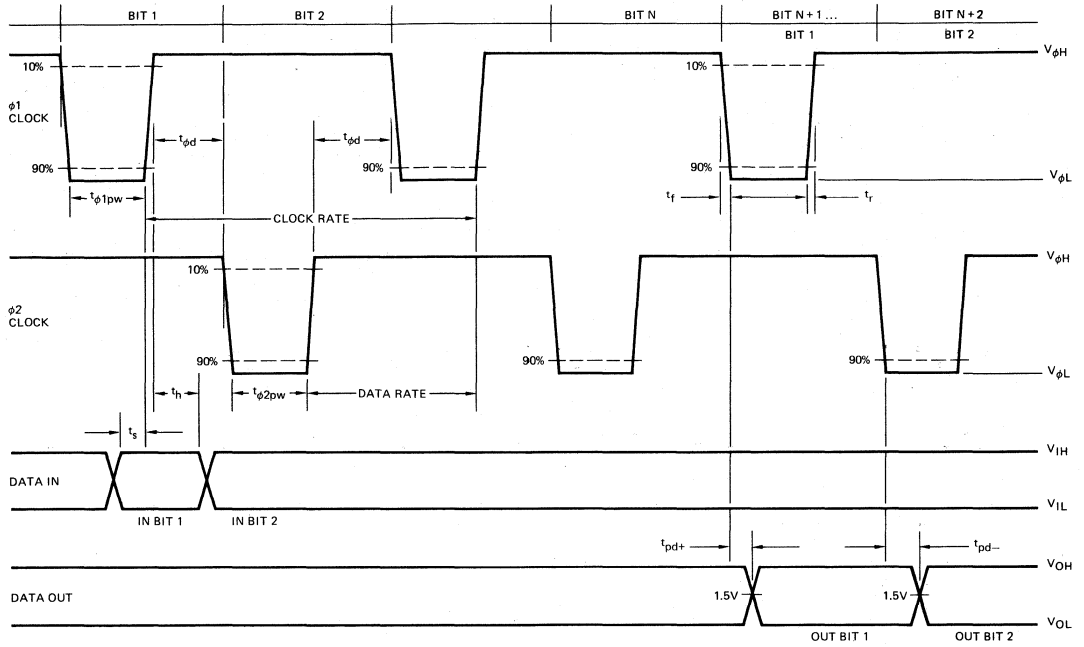 BIT 1 BIT 2 BIT N BIT N+1 ... BIT N+2
BIT 1 BIT 2
VϕH
10% 10%
ϕ1
CLOCK
tϕd tϕd
90% 90% 90%
VϕL
tϕ1pw tf tr
CLOCK RATE
VϕH
10%
ϕ2
CLOCK
90% 90% 90%
VϕL
th tϕ2pw DATA RATE
ts
VIH
DATA IN
VIL
IN BIT 1 IN BIT 2
tpd+ tpd–
VOH
DATA OUT 1.5V 1.5V
VOL
OUT BIT 1 OUT BIT 2